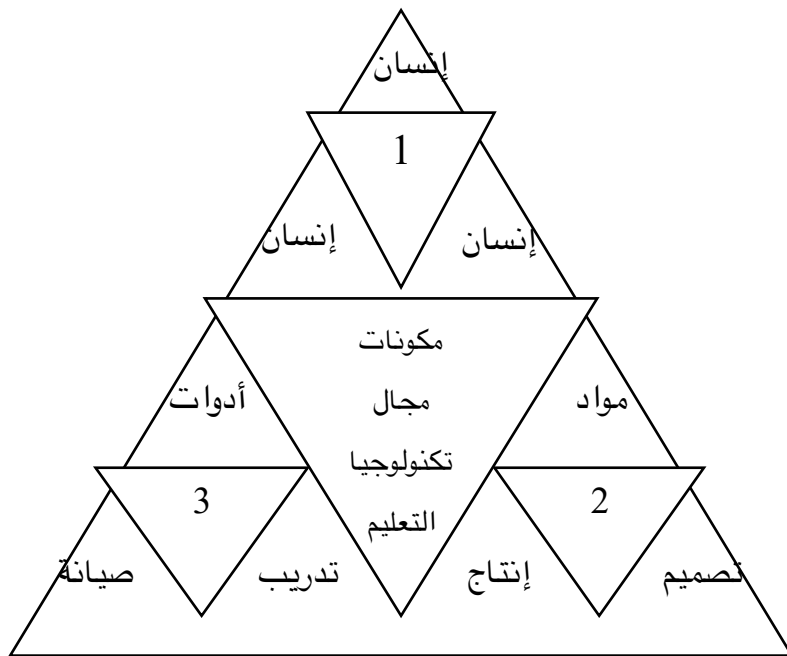 إنسان
1
إنسان إنسان
مكونات
مجال
تكنولوجيا
التعليم
مواد
أدوات
2
3
تصميم
إنتاج
تدريب
صيانة